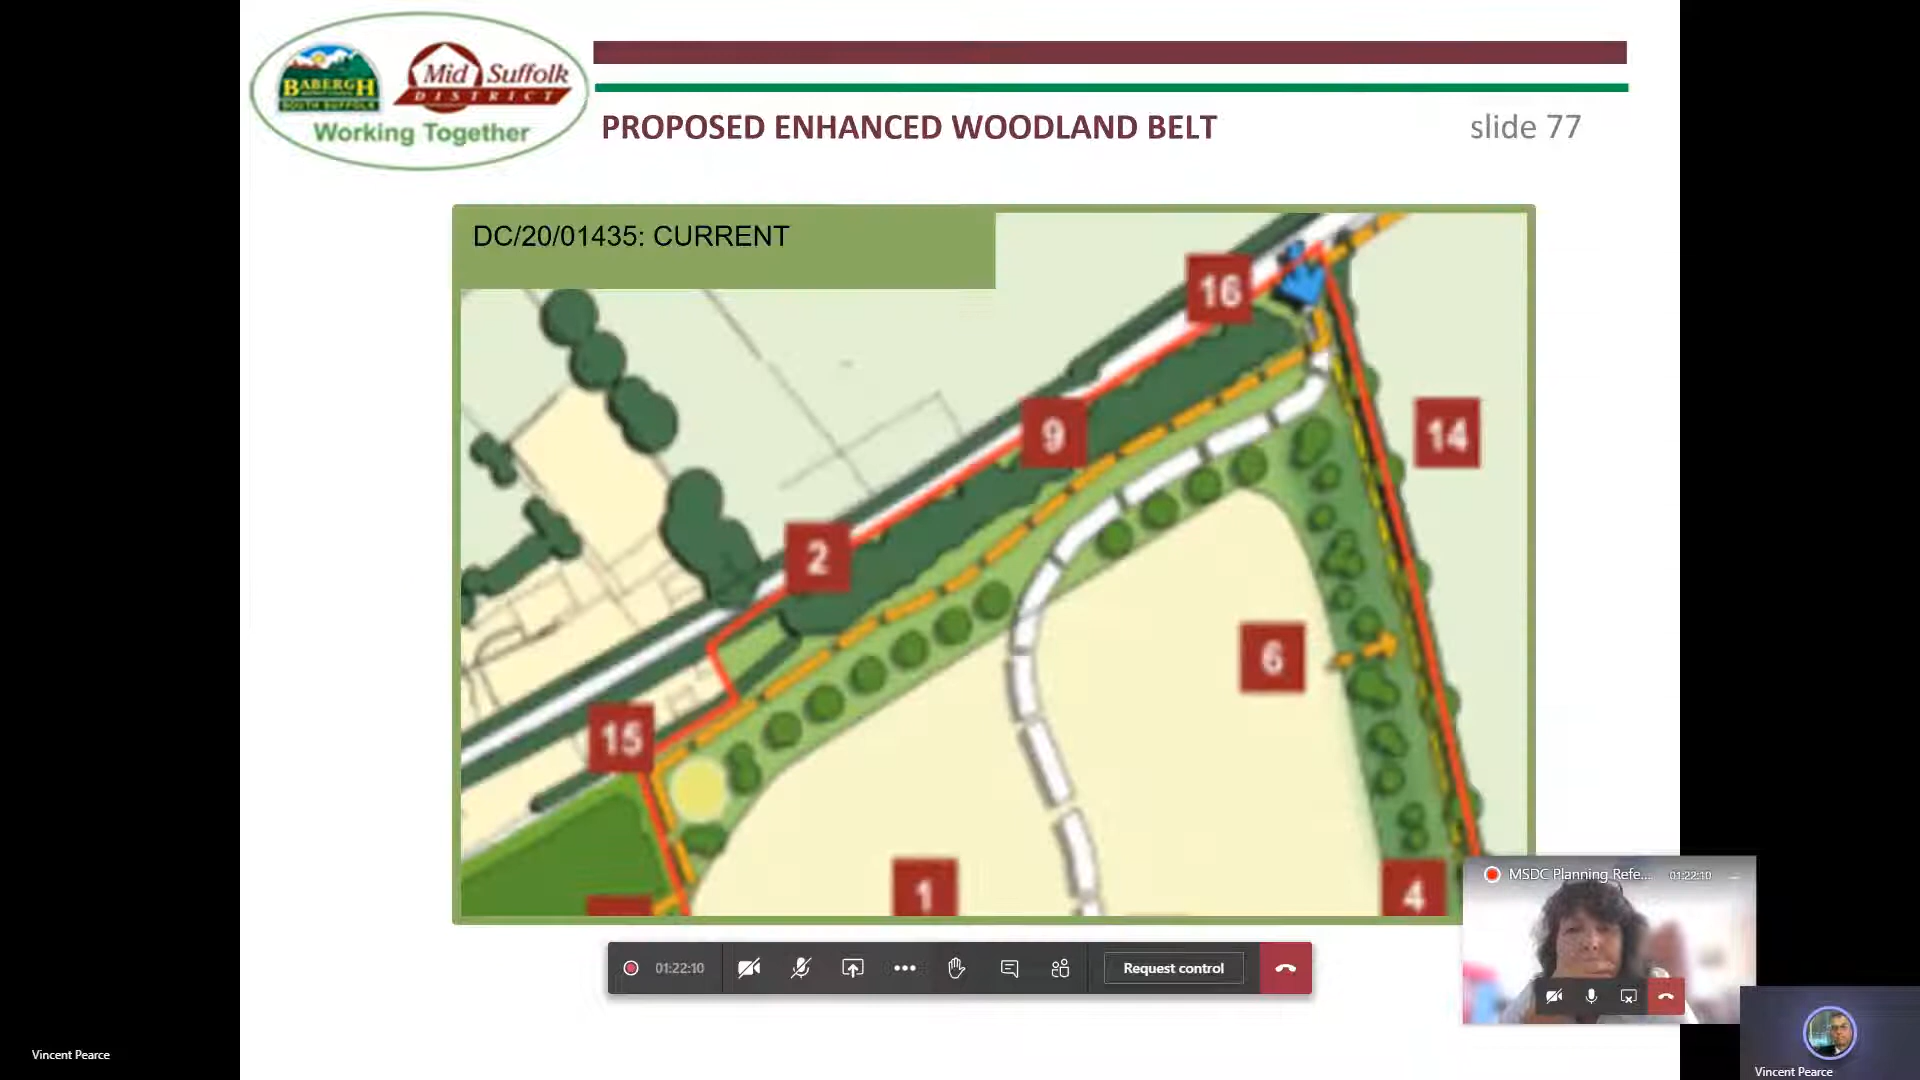 BABERGH
SOUTH SUFFOLK
Mid Suffolk
DISTRICT
Working Together
PROPOSED ENHANCED WOODLAND BELT
slide 77
DC/20/01435: CURRENT
16
9
14
2
6
15
1
4
MSDC Planning Refe... 01:22:10
01:22:10
Request control
Vincent Pearce
Vincent Pearce